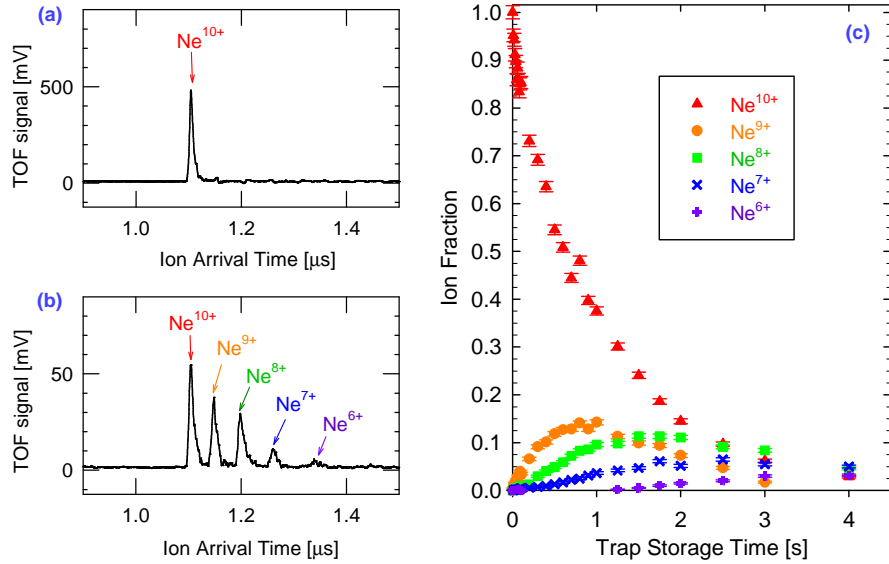 (a)
Ne10+
TOF signal [mV]
500
0
1.0
1.2
1.4
Ion Arrival Time [μs]
(b)
Ne10+
Ne9+
Ne8+
Ne7+
Ne6+
TOF signal [mV]
50
0
1.0
1.2
1.4
Ion Arrival Time [μs]
(c)
Ion Fraction
1.0
0.9
0.8
0.7
0.6
0.5
0.4
0.3
0.2
0.1
0.0
Ne10+
Ne9+
Ne8+
Ne7+
Ne6+
0
1
2
3
4
Trap Storage Time [s]